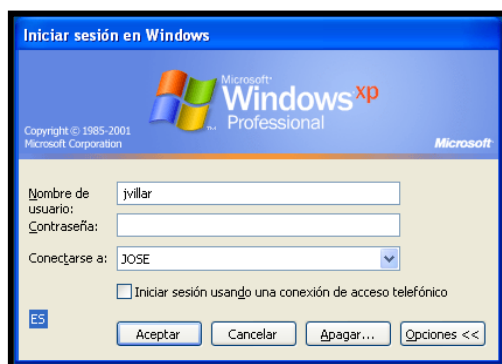 Iniciar sesión en Windows
Microsoft®
Windows xp
Professional
Copyright © 1985-2001
Microsoft Corporation
Microsoft
Nombre de
usuario:
jvillar
Contraseña:
Conectarse a:
JOSE
Iniciar sesión usando una conexión de acceso telefónico
ES
Aceptar
Cancelar
Apagar...
Opciones <<